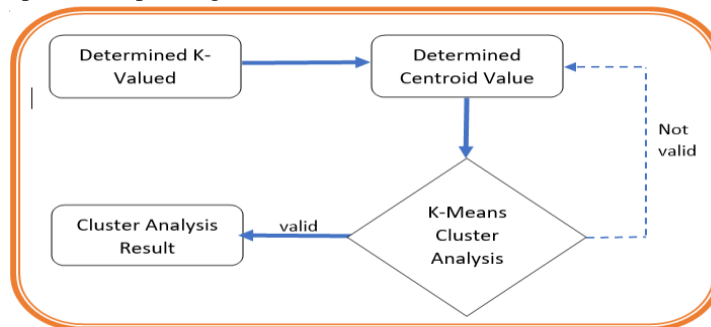 Determined K-
Valued
Determined
Centroid Value
Not
valid
K-Means
Cluster
Analysis
valid
Cluster Analysis
Result